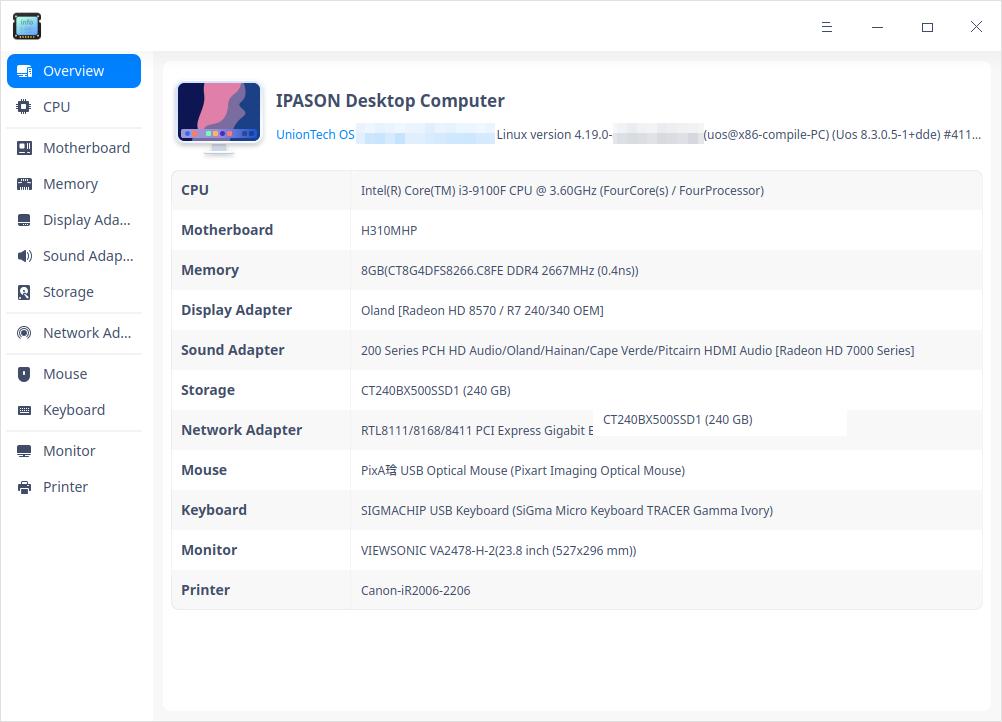 info
Overview
CPU
Motherboard
Memory
Display Ada...
Sound Adap...
Storage
Network Ad...
Mouse
Keyboard
Monitor
Printer
IPASON Desktop Computer
UnionTech OS Linux version 4.19.0- (uos@x86-compile-PC) (Uos 8.3.0.5-1+dde) #411...
CPU Intel(R) Core(TM) i3-9100F CPU @ 3.60GHz (FourCore(s) / FourProcessor)
Motherboard H310MHP
Memory 8GB(CT8G4DFS8266.C8FE DDR4 2667MHz (0.4ns))
Display Adapter Oland [Radeon HD 8570 / R7 240/340 OEM]
Sound Adapter 200 Series PCH HD Audio/Oland/Hainan/Cape Verde/Pitcairn HDMI Audio [Radeon HD 7000 Series]
Storage CT240BX500SSD1 (240 GB)
CT240BX500SSD1 (240 GB)
Network Adapter RTL8111/8168/8411 PCI Express Gigabit E
Mouse PixA琀 USB Optical Mouse (Pixart Imaging Optical Mouse)
Keyboard SIGMACHIP USB Keyboard (SiGma Micro Keyboard TRACER Gamma Ivory)
Monitor VIEWSONIC VA2478-H-2(23.8 inch (527x296 mm))
Printer Canon-iR2006-2206